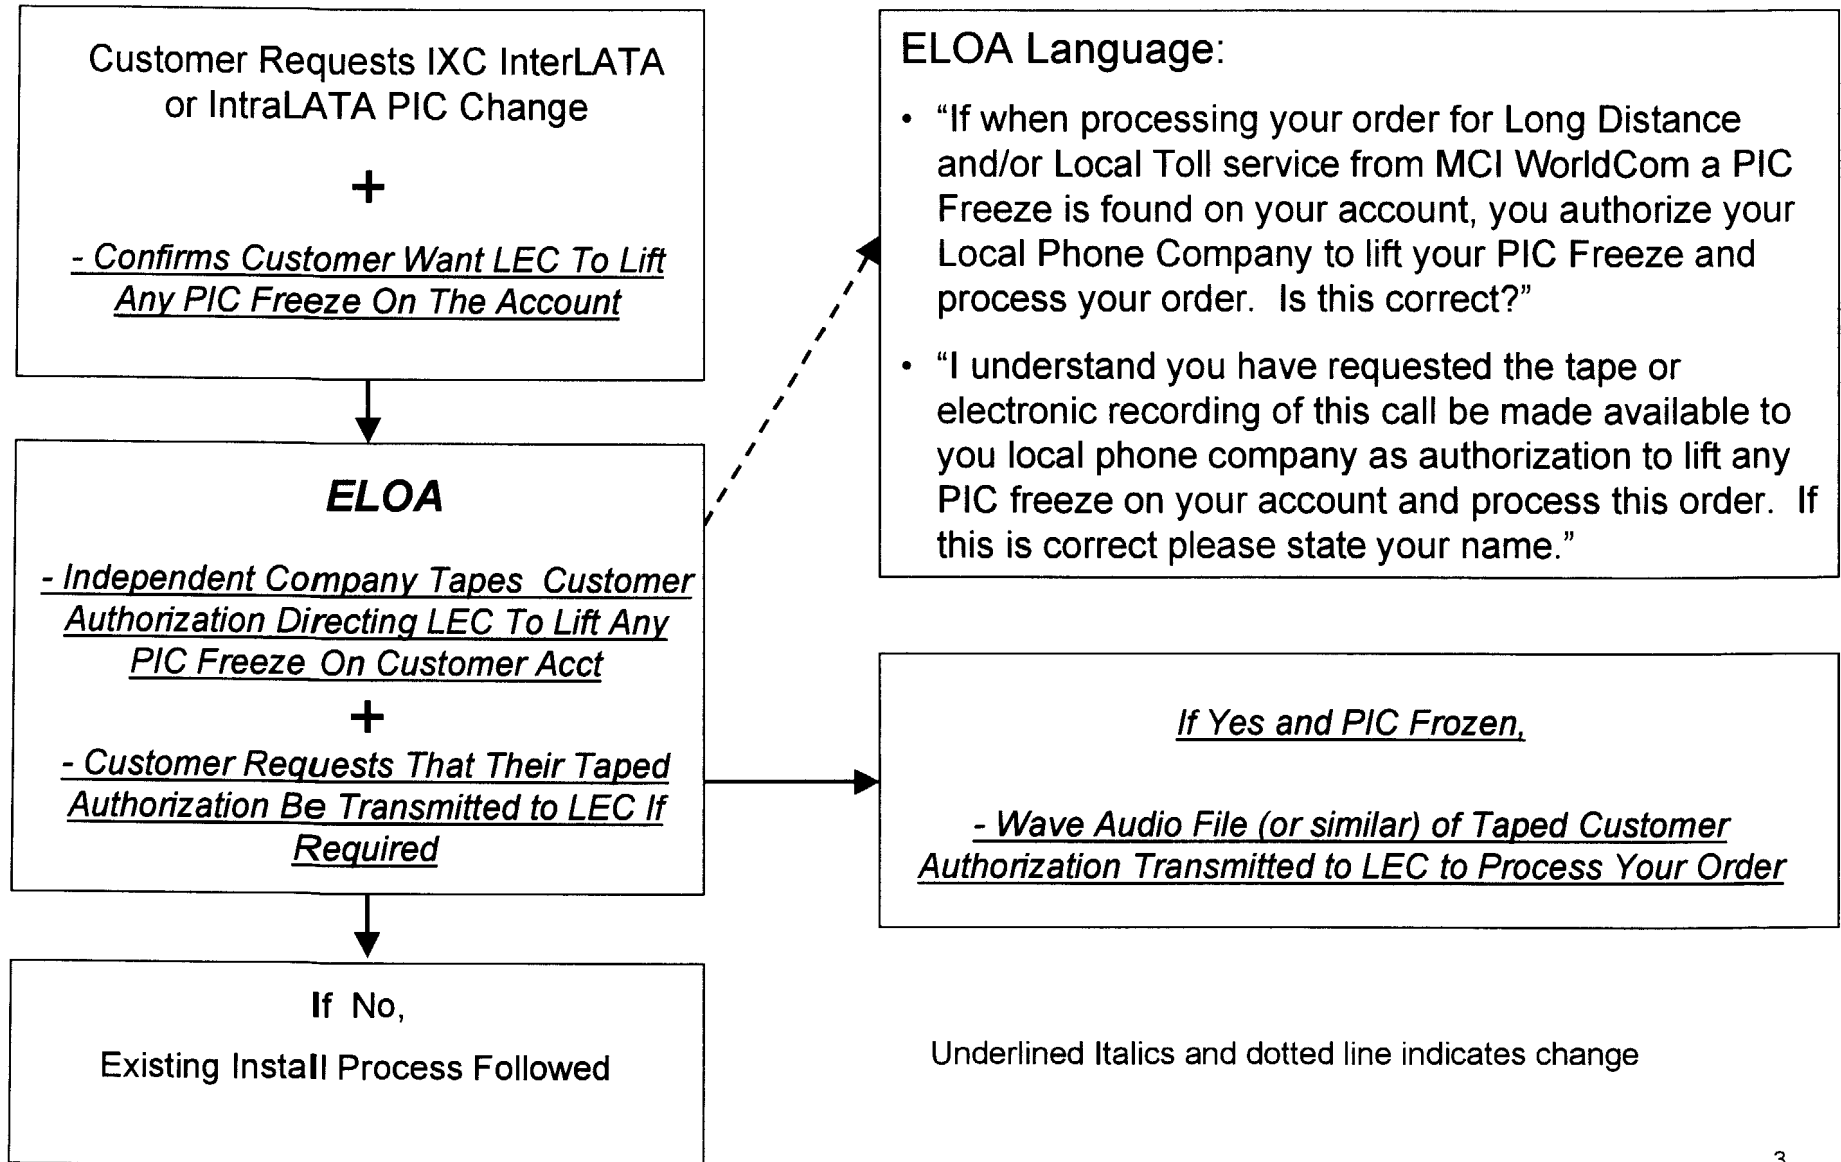 Customer Requests IXC InterLATA
or IntraLATA PIC Change
+
- Confirms Customer Want LEC To Lift
Any PIC Freeze On The Account
ELOA
- Independent Company Tapes Customer
Authorization Directing LEC To Lift Any
PIC Freeze On Customer Acct
+
- Customer Requests That Their Taped
Authorization Be Transmitted to LEC If
Required
If No,
Existing Install Process Followed
ELOA Language:
• “If when processing your order for Long Distance
and/or Local Toll service from MCI WorldCom a PIC
Freeze is found on your account, you authorize your
Local Phone Company to lift your PIC Freeze and
process your order. Is this correct?”
• “I understand you have requested the tape or
electronic recording of this call be made available to
you local phone company as authorization to lift any
PIC freeze on your account and process this order. If
this is correct please state your name.”
If Yes and PIC Frozen,
- Wave Audio File (or similar) of Taped Customer
Authorization Transmitted to LEC to Process Your Order
Underlined Italics and dotted line indicates change
3